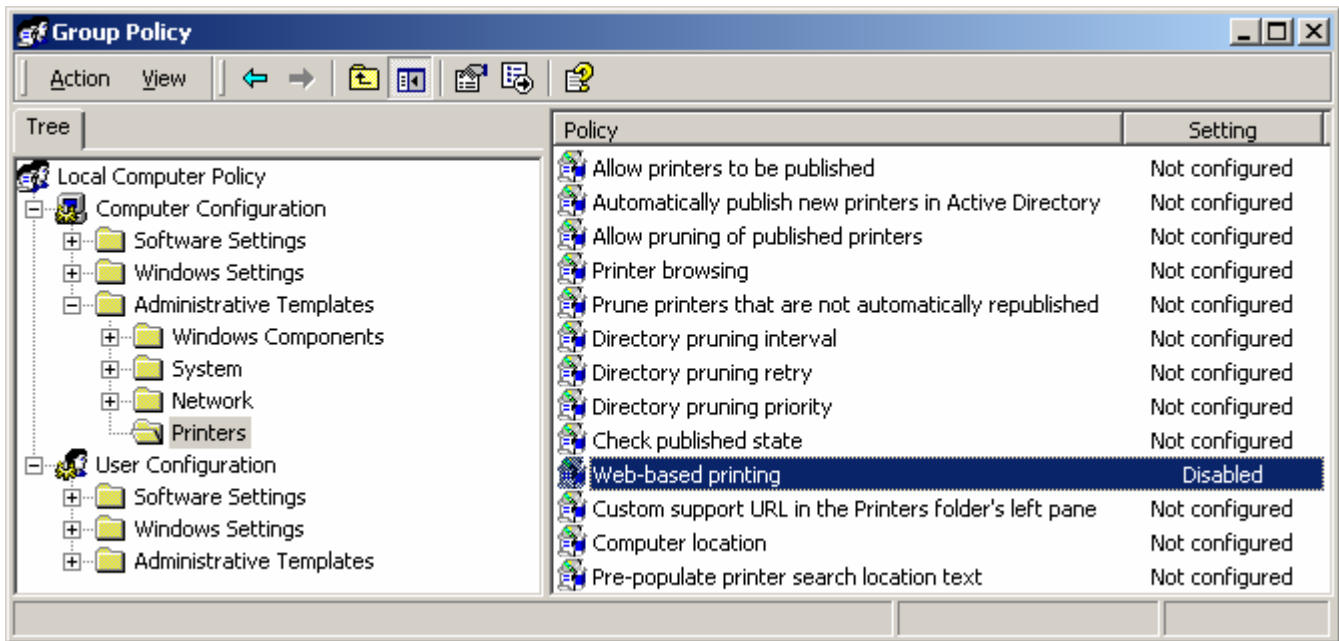 Group Policy
Action View
Tree
Local Computer Policy
Computer Configuration
Software Settings
Windows Settings
Administrative Templates
Windows Components
System
Network
Printers
User Configuration
Software Settings
Windows Settings
Administrative Templates
Policy Setting
Allow printers to be published Not configured
Automatically publish new printers in Active Directory Not configured
Allow pruning of published printers Not configured
Printer browsing Not configured
Prune printers that are not automatically republished Not configured
Directory pruning interval Not configured
Directory pruning retry Not configured
Directory pruning priority Not configured
Check published state Not configured
Web-based printing Disabled
Custom support URL in the Printers folder's left pane Not configured
Computer location Not configured
Pre-populate printer search location text Not configured